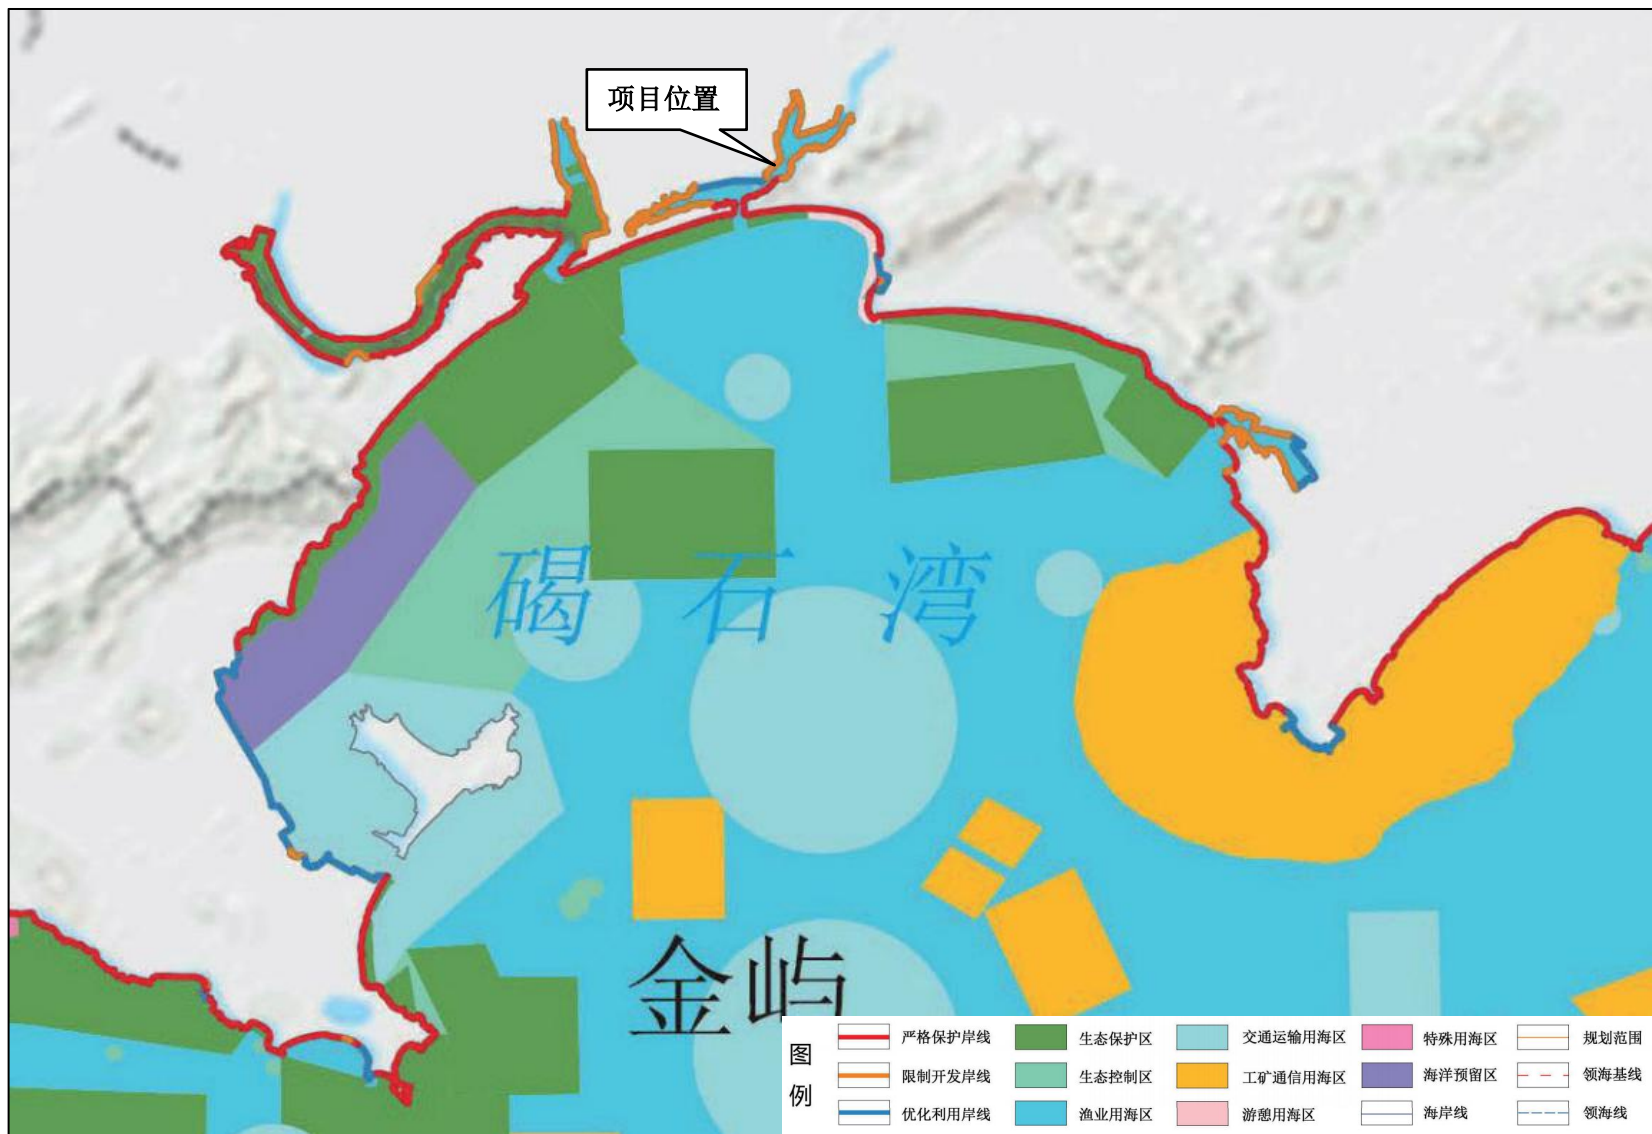 项目位置
碣石湾
金屿
图例
严格保护岸线
生态保护区
交通运输用海区
特殊用海区
规划范围
限制开发岸线
生态控制区
工矿通信用海区
海洋预留区
领海基线
优化利用岸线
渔业用海区
游憩用海区
海岸线
领海线